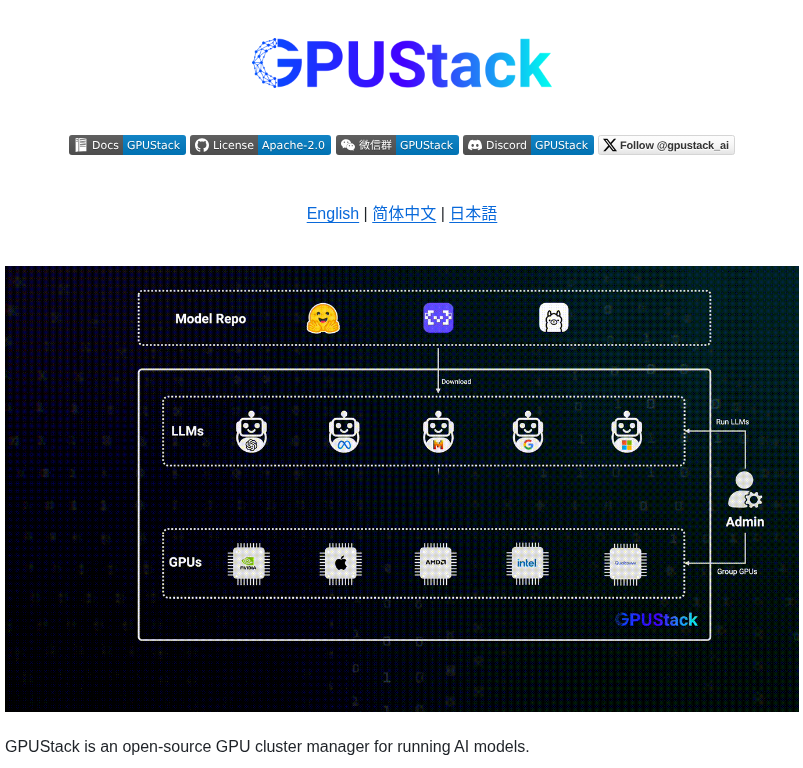 GPUStack
Docs GPUStack License Apache-2.0 微信群 GPUStack Discord GPUStack Follow @gpustack_ai
English | 简体中文 | 日本語
Model Repo
Download
LLMs
Run LLMs
Admin
GPUs
NVIDIA
AMD
intel
Qualcomm
Group GPUs
GPUStack
GPUStack is an open-source GPU cluster manager for running AI models.